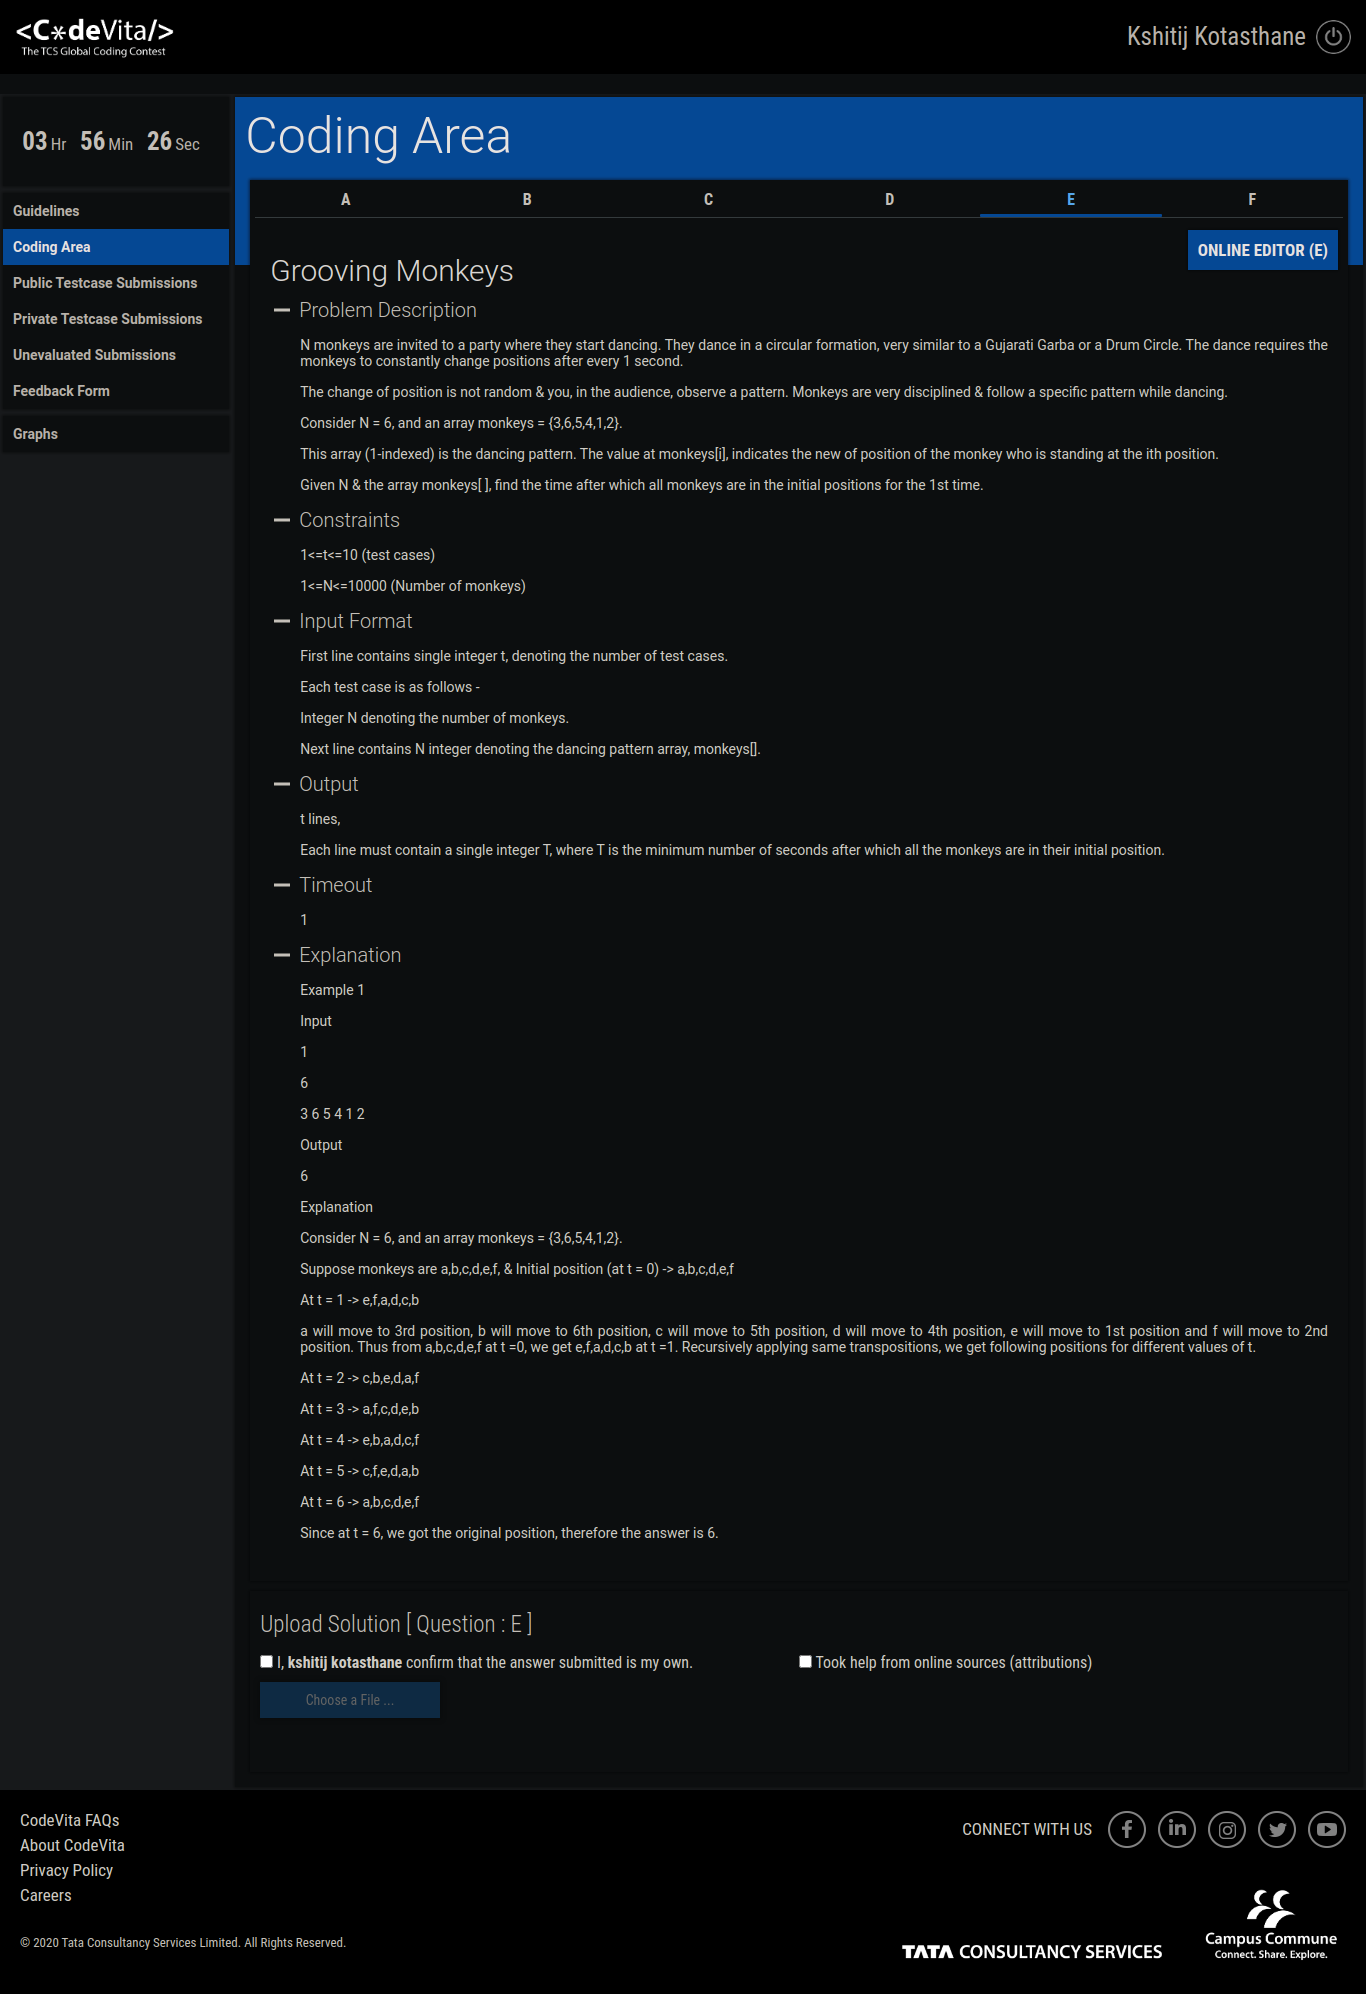 <C*deVita/>
The TCS Global Coding Contest
Kshitij Kotasthane
03 Hr 56 Min 26 Sec
Guidelines
Coding Area
Public Testcase Submissions
Private Testcase Submissions
Unevaluated Submissions
Feedback Form
Graphs
Coding Area
A B C D E F
ONLINE EDITOR (E)
Grooving Monkeys
Problem Description
N monkeys are invited to a party where they start dancing. They dance in a circular formation, very similar to a Gujarati Garba or a Drum Circle. The dance requires the
monkeys to constantly change positions after every 1 second.
The change of position is not random & you, in the audience, observe a pattern. Monkeys are very disciplined & follow a specific pattern while dancing.
Consider N = 6, and an array monkeys = {3,6,5,4,1,2}.
This array (1-indexed) is the dancing pattern. The value at monkeys[i], indicates the new of position of the monkey who is standing at the ith position.
Given N & the array monkeys[ ], find the time after which all monkeys are in the initial positions for the 1st time.
Constraints
1<=t<=10 (test cases)
1<=N<=10000 (Number of monkeys)
Input Format
First line contains single integer t, denoting the number of test cases.
Each test case is as follows -
Integer N denoting the number of monkeys.
Next line contains N integer denoting the dancing pattern array, monkeys[].
Output
t lines,
Each line must contain a single integer T, where T is the minimum number of seconds after which all the monkeys are in their initial position.
Timeout
1
Explanation
Example 1
Input
1
6
3 6 5 4 1 2
Output
6
Explanation
Consider N = 6, and an array monkeys = {3,6,5,4,1,2}.
Suppose monkeys are a,b,c,d,e,f, & Initial position (at t = 0) -> a,b,c,d,e,f
At t = 1 -> e,f,a,d,c,b
a will move to 3rd position, b will move to 6th position, c will move to 5th position, d will move to 4th position, e will move to 1st position and f will move to 2nd
position. Thus from a,b,c,d,e,f at t =0, we get e,f,a,d,c,b at t =1. Recursively applying same transpositions, we get following positions for different values of t.
At t = 2 -> c,b,e,d,a,f
At t = 3 -> a,f,c,d,e,b
At t = 4 -> e,b,a,d,c,f
At t = 5 -> c,f,e,d,a,b
At t = 6 -> a,b,c,d,e,f
Since at t = 6, we got the original position, therefore the answer is 6.
Upload Solution [ Question : E ]
I, kshitij kotasthane confirm that the answer submitted is my own.
Took help from online sources (attributions)
Choose a File ...
CodeVita FAQs
About CodeVita
Privacy Policy
Careers
CONNECT WITH US
© 2020 Tata Consultancy Services Limited. All Rights Reserved.
TATA CONSULTANCY SERVICES
Campus Commune
Connect. Share. Explore.